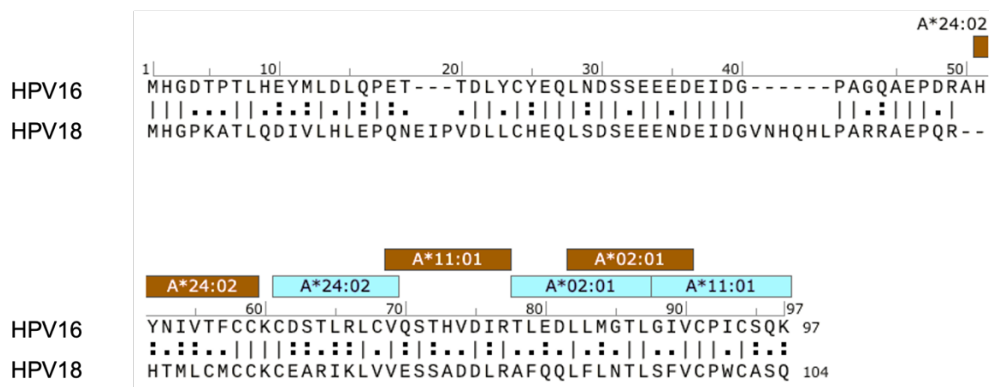 A*24:02
1 10 20 30 40 50
HPV16 MHGDTPTLHEYMLDLQPET---TDLYCYEQLNDSSEEEDEIDG------PAGQAEPDRAH
HPV18 MHGPKATLQDIVLHLEPQNEIPVDLLCHEQLSDSEEENDEIDGVNHQHLPARRAEPQR--
A*11:01 A*02:01
A*24:02 A*24:02 A*02:01 A*11:01
60 70 80 90 97
HPV16 YNIVTFCCKCDSTLRLCVQSTHVDIRTLEDLLMGTLGIVCPICSQK 97
HPV18 HTMLCMCCKCEARIKLVVESSADDLRAFQQLFLNTLSFVCPWCASQ 104